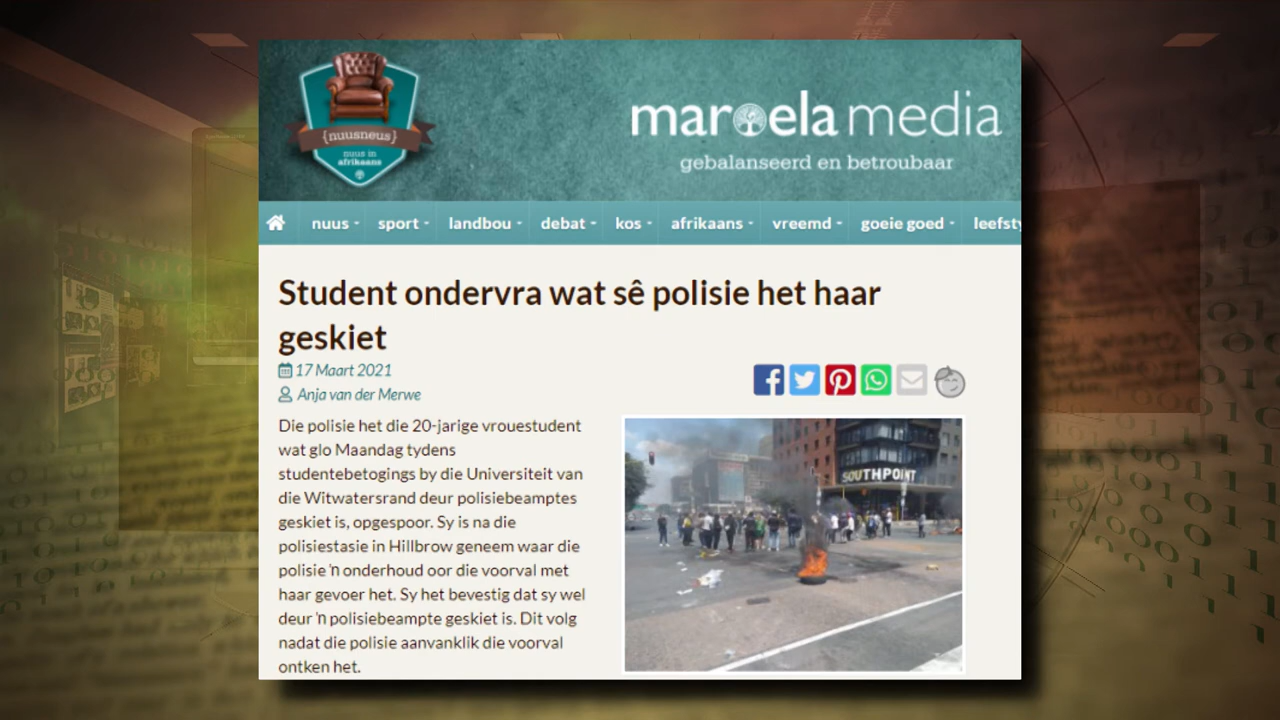 {nuusneus}
nuus in
afrikaans
maroela media
gebalanseerd en betroubaar
nuus sport landbou debat kos afrikaans vreemd goeie goed leefsty
Student ondervra wat sê polisie het haar
geskiet
17 Maart 2021
Anja van der Merwe
Die polisie het die 20-jarige vrouestudent
wat glo Maandag tydens
studentebetogings by die Universiteit van
die Witwatersrand deur polisiebeamptes
geskiet is, opgespoor. Sy is na die
polisiestasie in Hillbrow geneem waar die
polisie 'n onderhoud oor die voorval met
haar gevoer het. Sy het bevestig dat sy wel
deur 'n polisiebeampte geskiet is. Dit volg
nadat die polisie aanvanklik die voorval
ontken het.
SOUTHPOINT